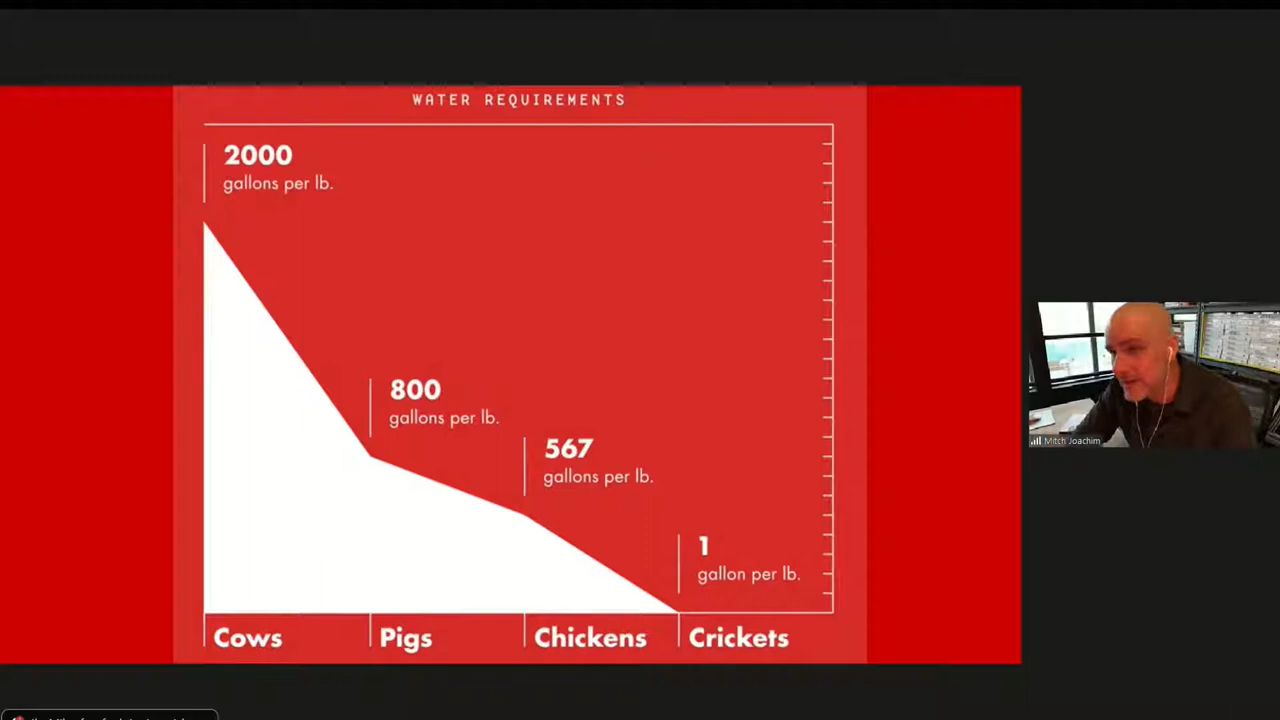 WATER REQUIREMENTS
2000
gallons per lb.
800
gallons per lb.
567
gallons per lb.
1
gallon per lb.
Cows
Pigs
Chickens
Crickets
Mitch Joachim